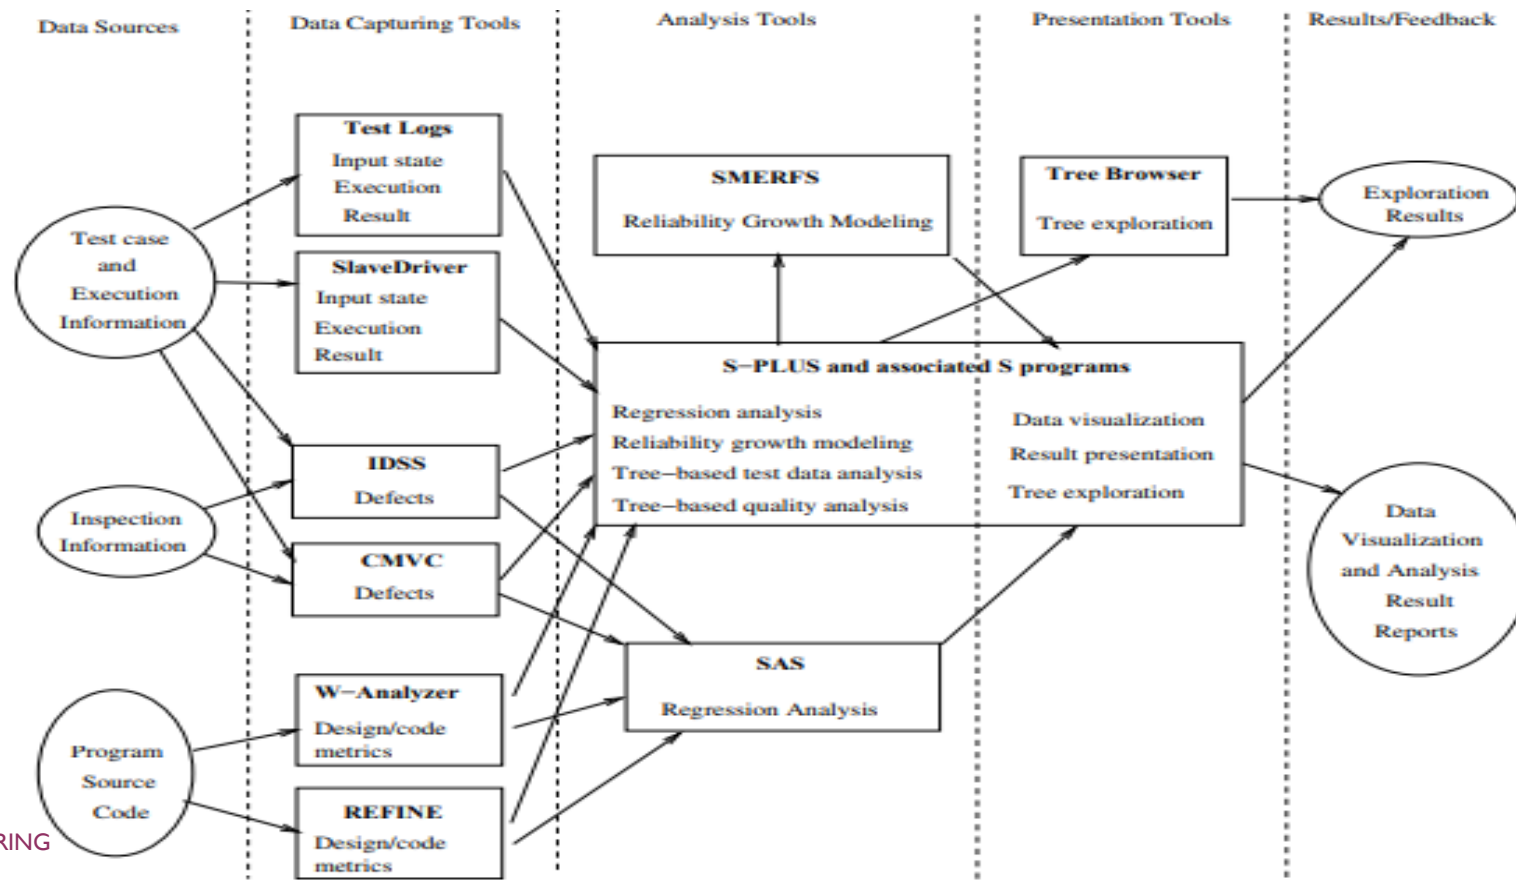 Data Sources
Data Capturing Tools
Analysis Tools
Presentation Tools
Results/Feedback
Test case
and
Execution
Information
Inspection
Information
Program
Source
Code
Test Logs
Input state
Execution
Result
SlaveDriver
Input state
Execution
Result
IDSS
Defects
CMVC
Defects
W−Analyzer
Design/code
metrics
REFINE
Design/code
metrics
SMERFS
Reliability Growth Modeling
S−PLUS and associated S programs
Regression analysis
Reliability growth modeling
Tree−based test data analysis
Tree−based quality analysis
Data visualization
Result presentation
Tree exploration
SAS
Regression Analysis
Tree Browser
Tree exploration
Exploration
Results
Data
Visualization
and Analysis
Result
Reports
RING